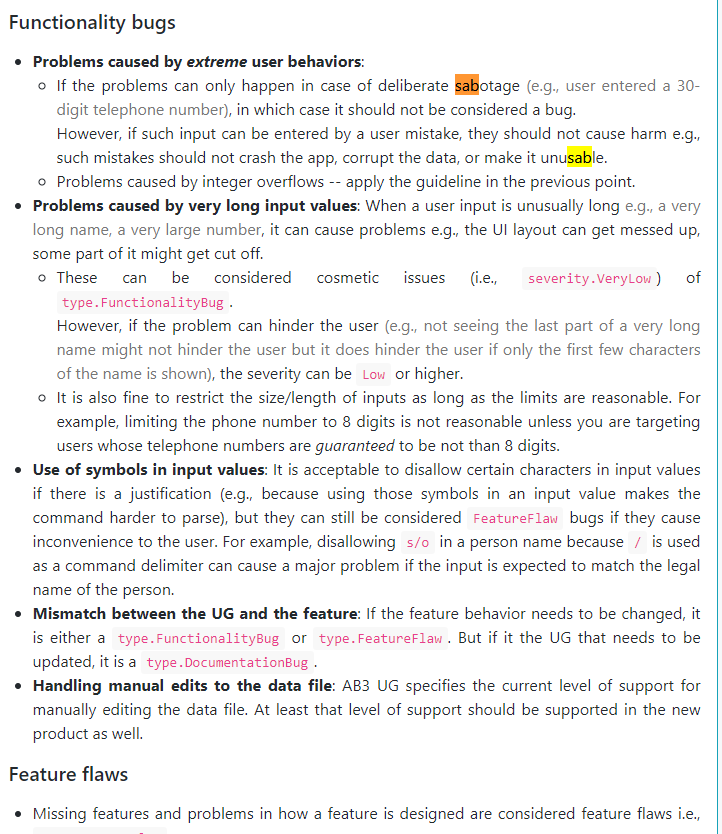 Functionality bugs
Problems caused by extreme user behaviors:
If the problems can only happen in case of deliberate sabotage (e.g., user entered a 30-
digit telephone number), in which case it should not be considered a bug.
However, if such input can be entered by a user mistake, they should not cause harm e.g.,
such mistakes should not crash the app, corrupt the data, or make it unusable.
Problems caused by integer overflows -- apply the guideline in the previous point.
Problems caused by very long input values: When a user input is unusually long e.g., a very
long name, a very large number, it can cause problems e.g., the UI layout can get messed up,
some part of it might get cut off.
These can be considered cosmetic issues (i.e., severity.VeryLow) of
type.FunctionalityBug.
However, if the problem can hinder the user (e.g., not seeing the last part of a very long
name might not hinder the user but it does hinder the user if only the first few characters
of the name is shown), the severity can be Low or higher.
It is also fine to restrict the size/length of inputs as long as the limits are reasonable. For
example, limiting the phone number to 8 digits is not reasonable unless you are targeting
users whose telephone numbers are guaranteed to be not than 8 digits.
Use of symbols in input values: It is acceptable to disallow certain characters in input values
if there is a justification (e.g., because using those symbols in an input value makes the
command harder to parse), but they can still be considered FeatureFlaw bugs if they cause
inconvenience to the user. For example, disallowing s/o in a person name because / is used
as a command delimiter can cause a major problem if the input is expected to match the legal
name of the person.
Mismatch between the UG and the feature: If the feature behavior needs to be changed, it
is either a type.FunctionalityBug or type.FeatureFlaw. But if it the UG that needs to be
updated, it is a type.DocumentationBug.
Handling manual edits to the data file: AB3 UG specifies the current level of support for
manually editing the data file. At least that level of support should be supported in the new
product as well.
Feature flaws
Missing features and problems in how a feature is designed are considered feature flaws i.e.,